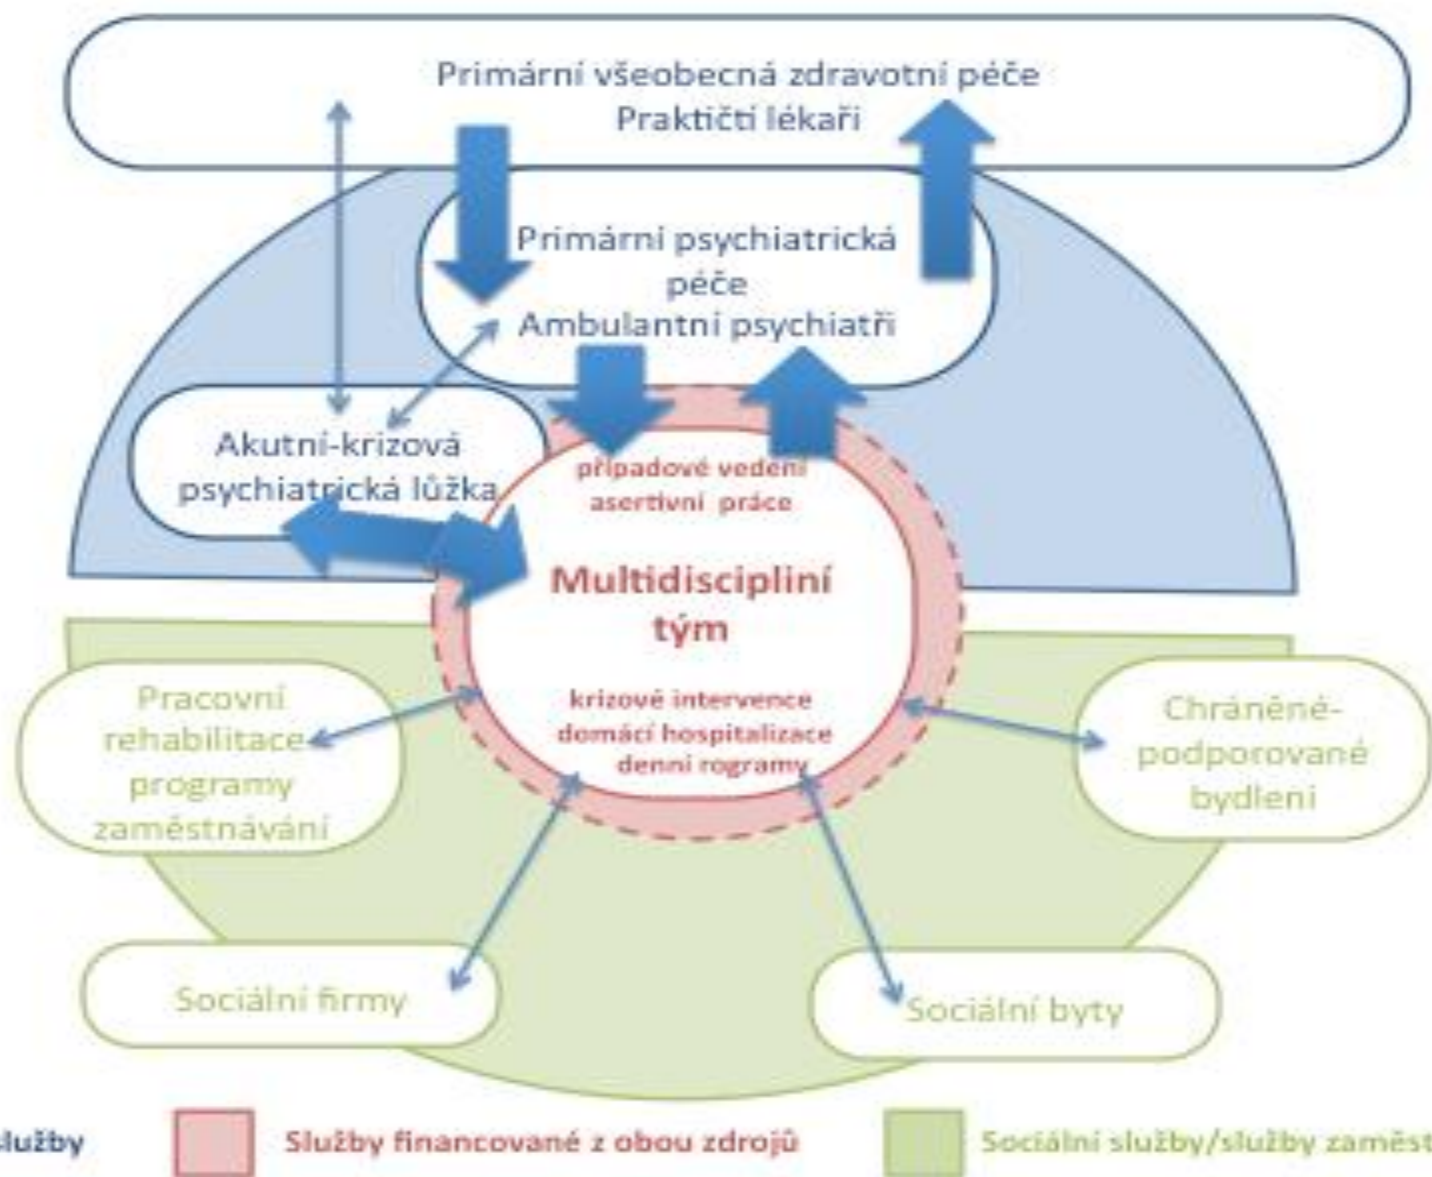 Primární všeobecná zdravotní péče
Praktičtí lékaři
Primární psychiatrická
péče
Ambulantní psychiatři
Akutní-krizová
psychiatrická lůžka
případové vedení
asertivní práce
Multidiscipliní
tým
krizové intervence
domácí hospitalizace
denní rogramy
Pracovní
rehabilitace
programy
zaměstnávání
Chráněné-
podporované
bydlení
Sociální firmy
Sociální byty
služby
Služby financované z obou zdrojů
Sociální služby/služby zaměst